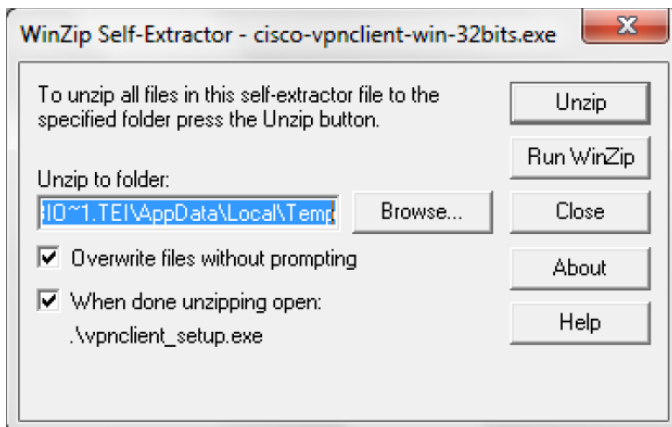 WinZip Self-Extractor - cisco-vpnclient-win-32bits.exe
To unzip all files in this self-extractor file to the
specified folder press the Unzip button.
Unzip to folder:
IO~1.TEI\AppData\Local\Temp
Browse...
Overwrite files without prompting
When done unzipping open:
.\vpnclient_setup.exe
Unzip
Run WinZip
Close
About
Help